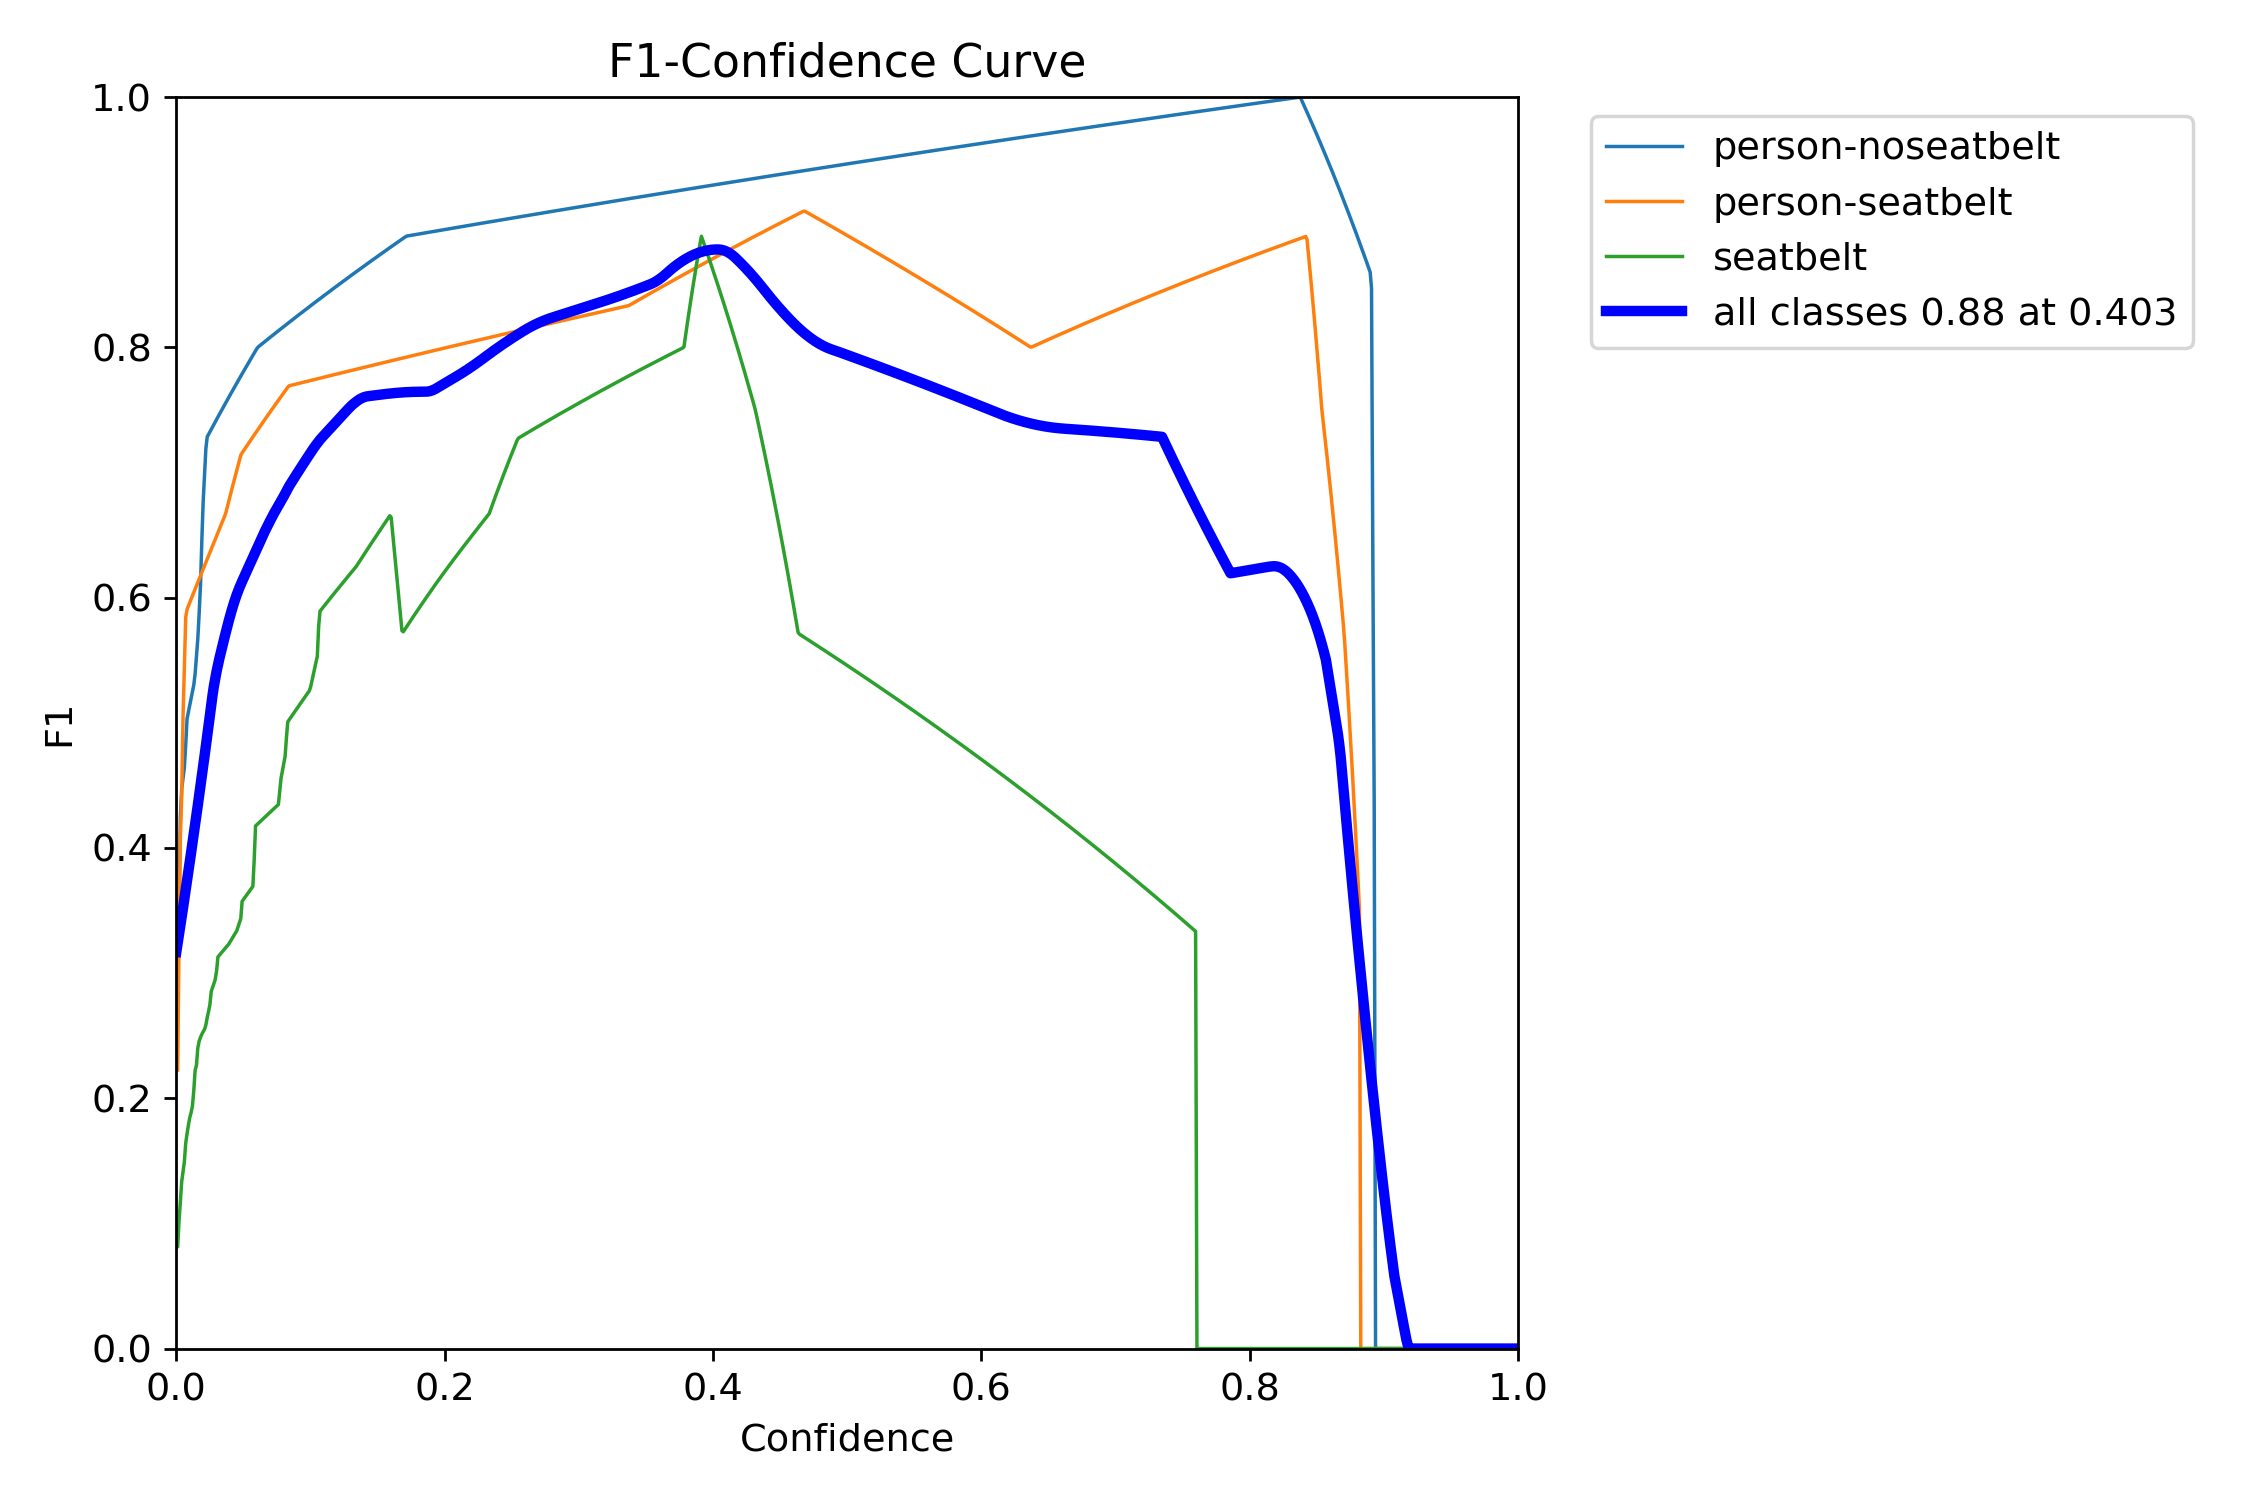 F1-Confidence Curve
1.0
0.8
0.6
0.4
0.2
0.0
F1
0.0 0.2 0.4 0.6 0.8 1.0
Confidence
person-noseatbelt
person-seatbelt
seatbelt
all classes 0.88 at 0.403